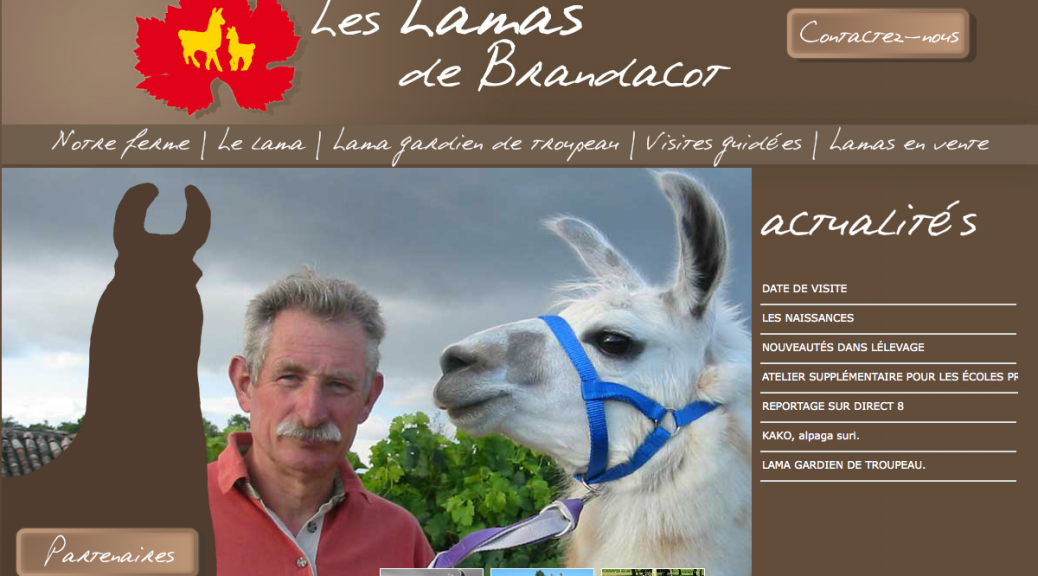 Les Lamas
de Brandacot
Contactez-nous
Notre ferme | Le lama | Lama gardien de troupeau | Visites guidées | Lamas en vente
actualités
DATE DE VISITE
LES NAISSANCES
NOUVEAUTÉS DANS LÉLEVAGE
ATELIER SUPPLÉMENTAIRE POUR LES ÉCOLES PR
REPORTAGE SUR DIRECT 8
KAKO, alpaga suri.
LAMA GARDIEN DE TROUPEAU.
Partenaires